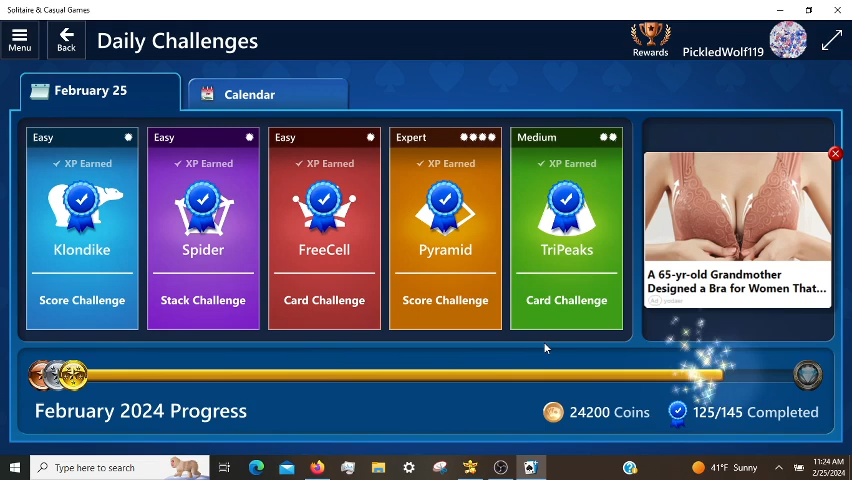 Solitaire & Casual Games
Menu
Back
Daily Challenges
Rewards
PickledWolf119
February 25
Calendar
Easy
XP Earned
Klondike
Score Challenge
Easy
XP Earned
Spider
Stack Challenge
Easy
XP Earned
FreeCell
Card Challenge
Expert
XP Earned
Pyramid
Score Challenge
Medium
XP Earned
TriPeaks
Card Challenge
A 65-yr-old Grandmother
Designed a Bra for Women That...
Ad
February 2024 Progress
24200 Coins
125/145 Completed
Type here to search
41°F Sunny
11:24 AM
2/25/2024